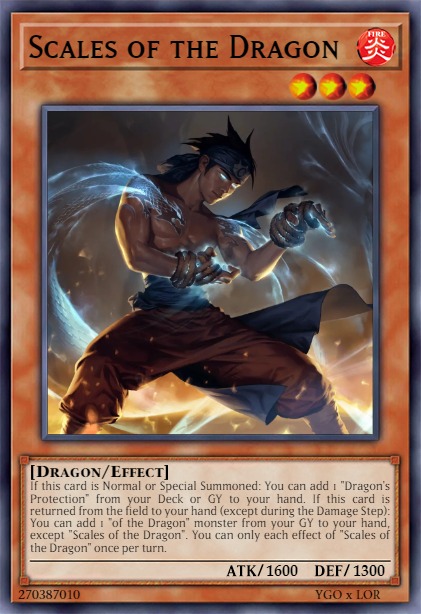 Scales of the Dragon
FIRE
炎
[Dragon/Effect]
If this card is Normal or Special Summoned: You can add 1 "Dragon's
Protection" from your Deck or GY to your hand. If this card is
returned from the field to your hand (except during the Damage Step):
You can add 1 "of the Dragon" monster from your GY to your hand,
except "Scales of the Dragon". You can only each effect of "Scales
of the Dragon" once per turn.
ATK/1600 DEF/1300
270387010 YGO x LOR